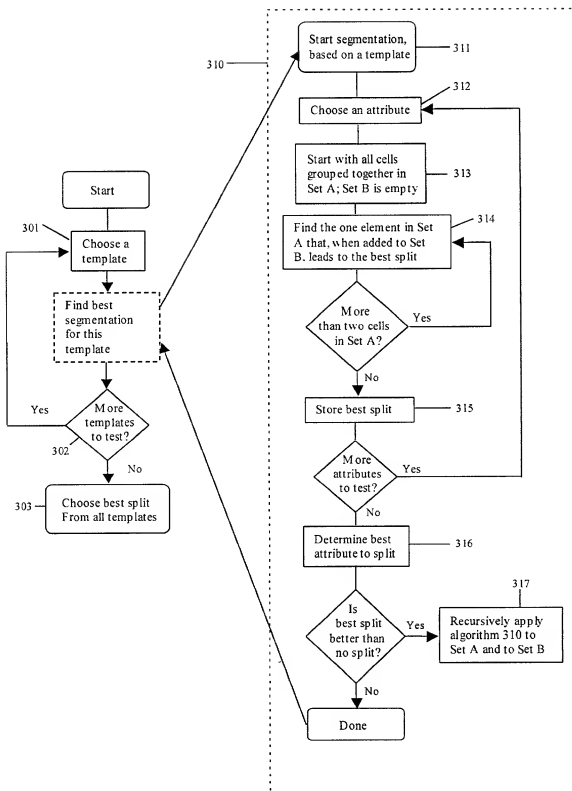 Start
301
Choose a
template
Find best
segmentation
for this
template
Yes
More
templates
to test?
302
No
303
Choose best split
From all templates
310
Start segmentation,
based on a template
311
312
Choose an attribute
Start with all cells
grouped together in
Set A; Set B is empty
313
314
Find the one element in Set
A that, when added to Set
B. leads to the best split
More
than two cells
in Set A?
Yes
No
Store best split
315
More
attributes
to test?
Yes
No
Determine best
attribute to split
316
317
Is
best split
better than
no split?
Yes
Recursively apply
algorithm 310 to
Set A and to Set B
No
Done